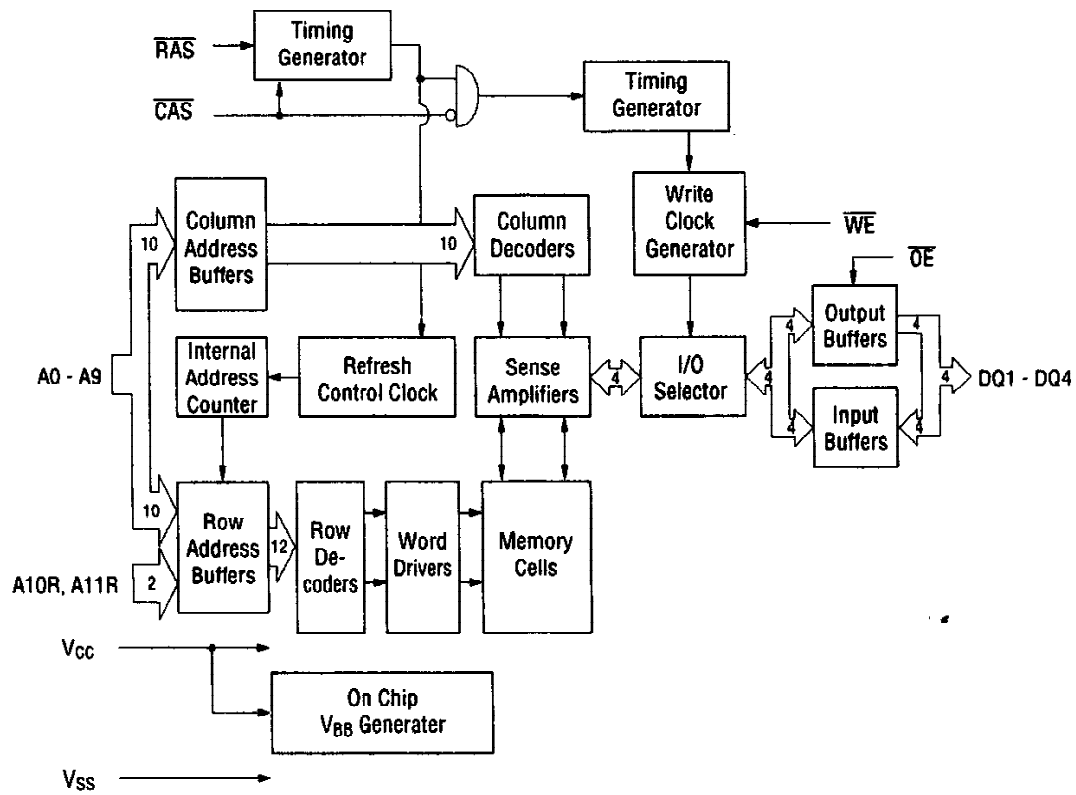 RAS
Timing
Generator
CAS
Timing
Generator
Column
Address
Buffers
10
10
Column
Decoders
Write
Clock
Generator
WE
OE
A0 - A9
Internal
Address
Counter
Refresh
Control Clock
Sense
Amplifiers
4
I/O
Selector
4
4
Output
Buffers
4
4
DQ1 - DQ4
4
Input
Buffers
4
10
Row
Address
Buffers
12
Row
De-
coders
Word
Drivers
Memory
Cells
A10R, A11R
2
VCC
On Chip
VBB Generater
VSS